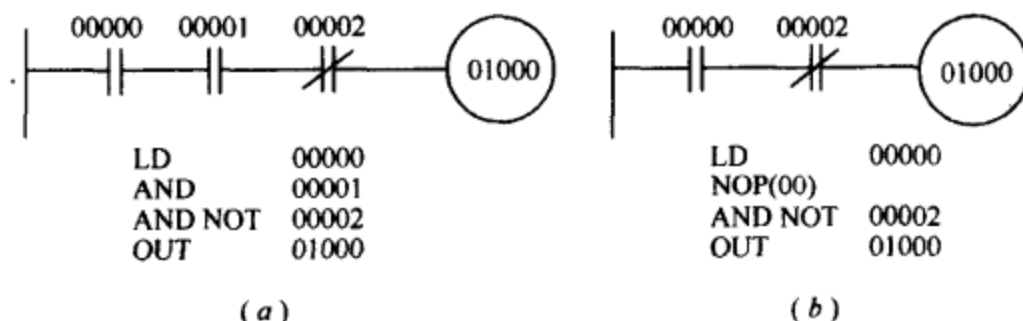 00000 00001 00002
01000
LD 00000
AND 00001
AND NOT 00002
OUT 01000
(a)
00000 00002
01000
LD 00000
NOP(00)
AND NOT 00002
OUT 01000
(b)